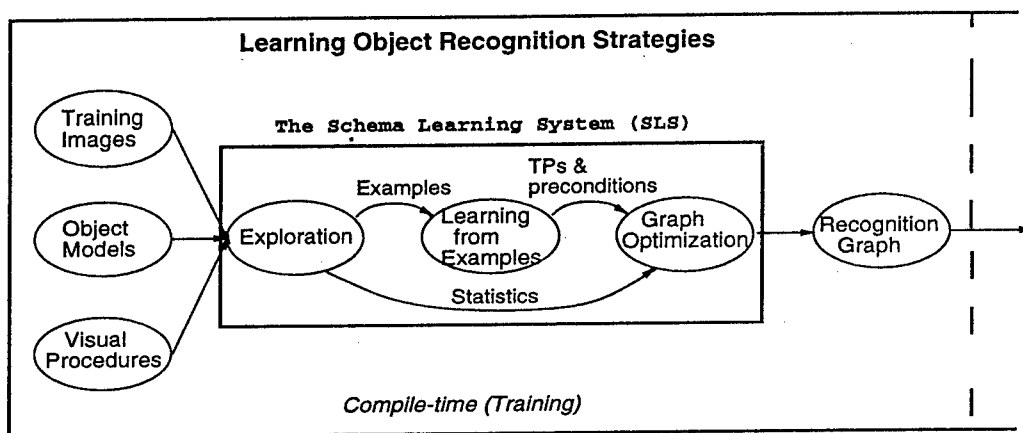 Learning Object Recognition Strategies
Training
Images
The Schema Learning System (SLS)
Object
Models
Visual
Procedures
Exploration
Examples
Learning
from
Examples
TPs &
preconditions
Graph
Optimization
Statistics
Recognition
Graph
Compile-time (Training)